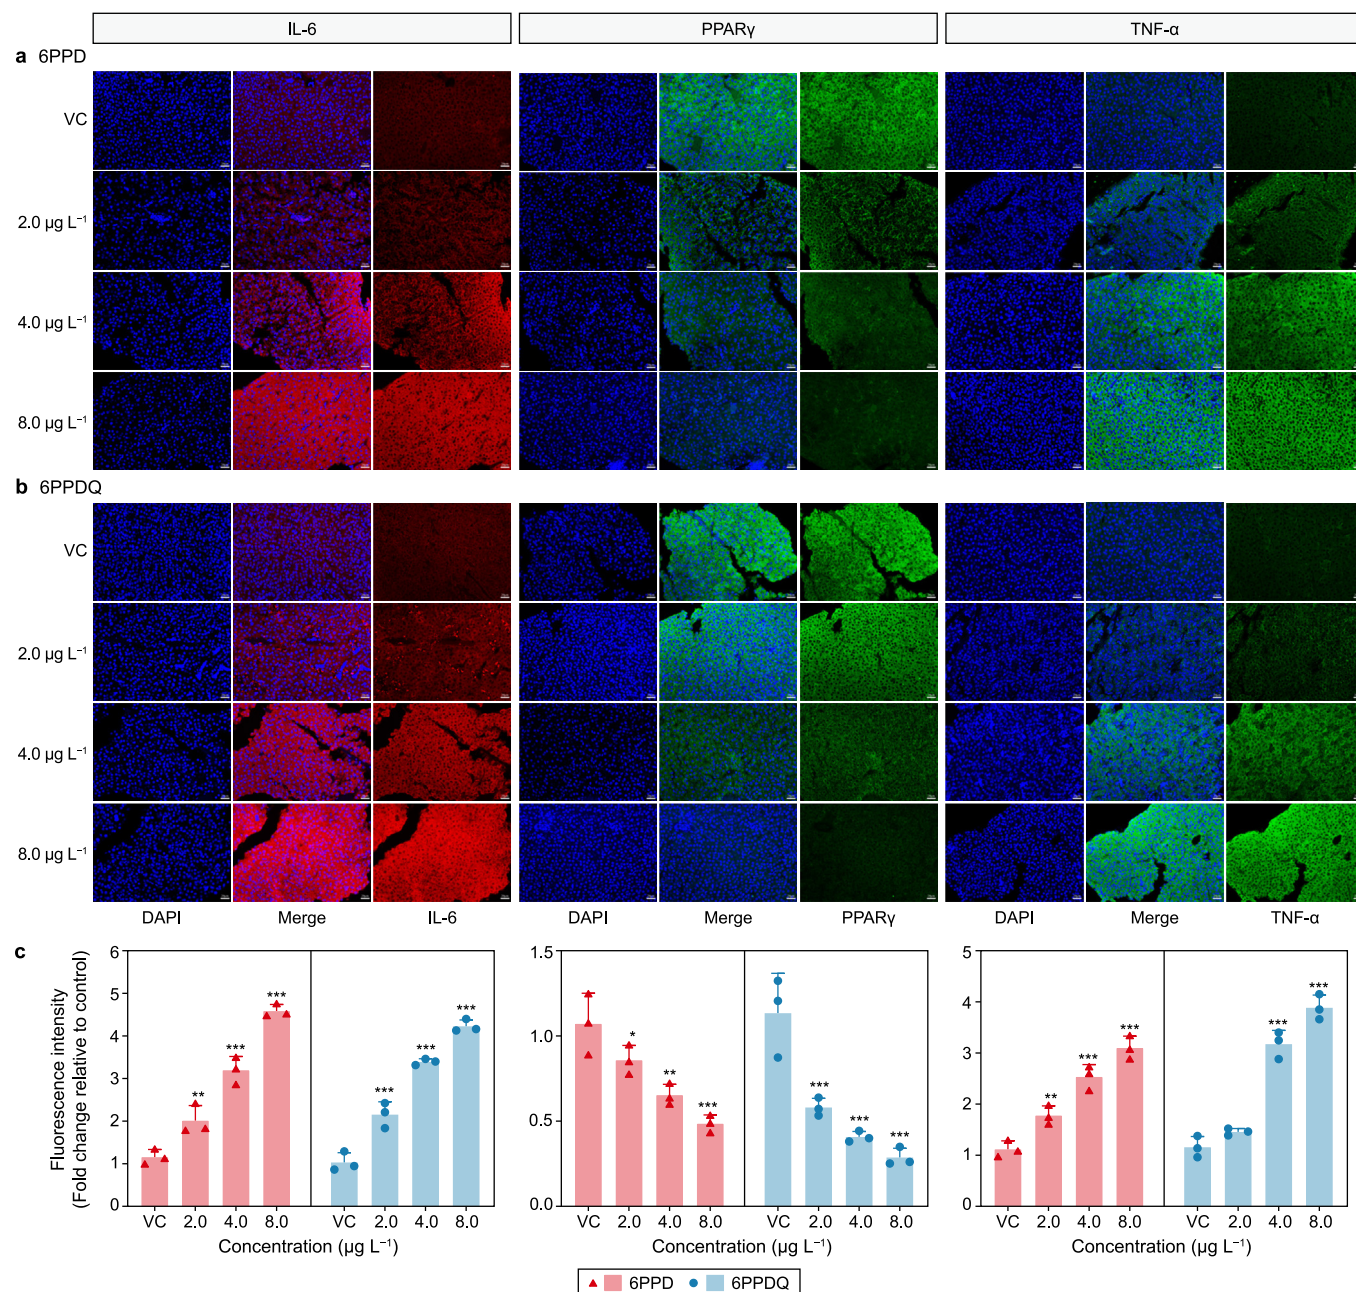 IL-6 PPARγ TNF-α
a 6PPD
VC
2.0 µg L⁻¹
4.0 µg L⁻¹
8.0 µg L⁻¹
b 6PPDQ
VC
2.0 µg L⁻¹
4.0 µg L⁻¹
8.0 µg L⁻¹
DAPI Merge IL-6 DAPI Merge PPARγ DAPI Merge TNF-α
c
Fluorescence intensity
(Fold change relative to control)
6
5
4
3
2
1
0
** *** *** *** *** ***
VC 2.0 4.0 8.0 VC 2.0 4.0 8.0
Concentration (µg L⁻¹)
1.5
1.0
0.5
0.0
* ** *** *** *** ***
VC 2.0 4.0 8.0 VC 2.0 4.0 8.0
Concentration (µg L⁻¹)
5
4
3
2
1
0
** *** *** *** ***
VC 2.0 4.0 8.0 VC 2.0 4.0 8.0
Concentration (µg L⁻¹)
6PPD 6PPDQ